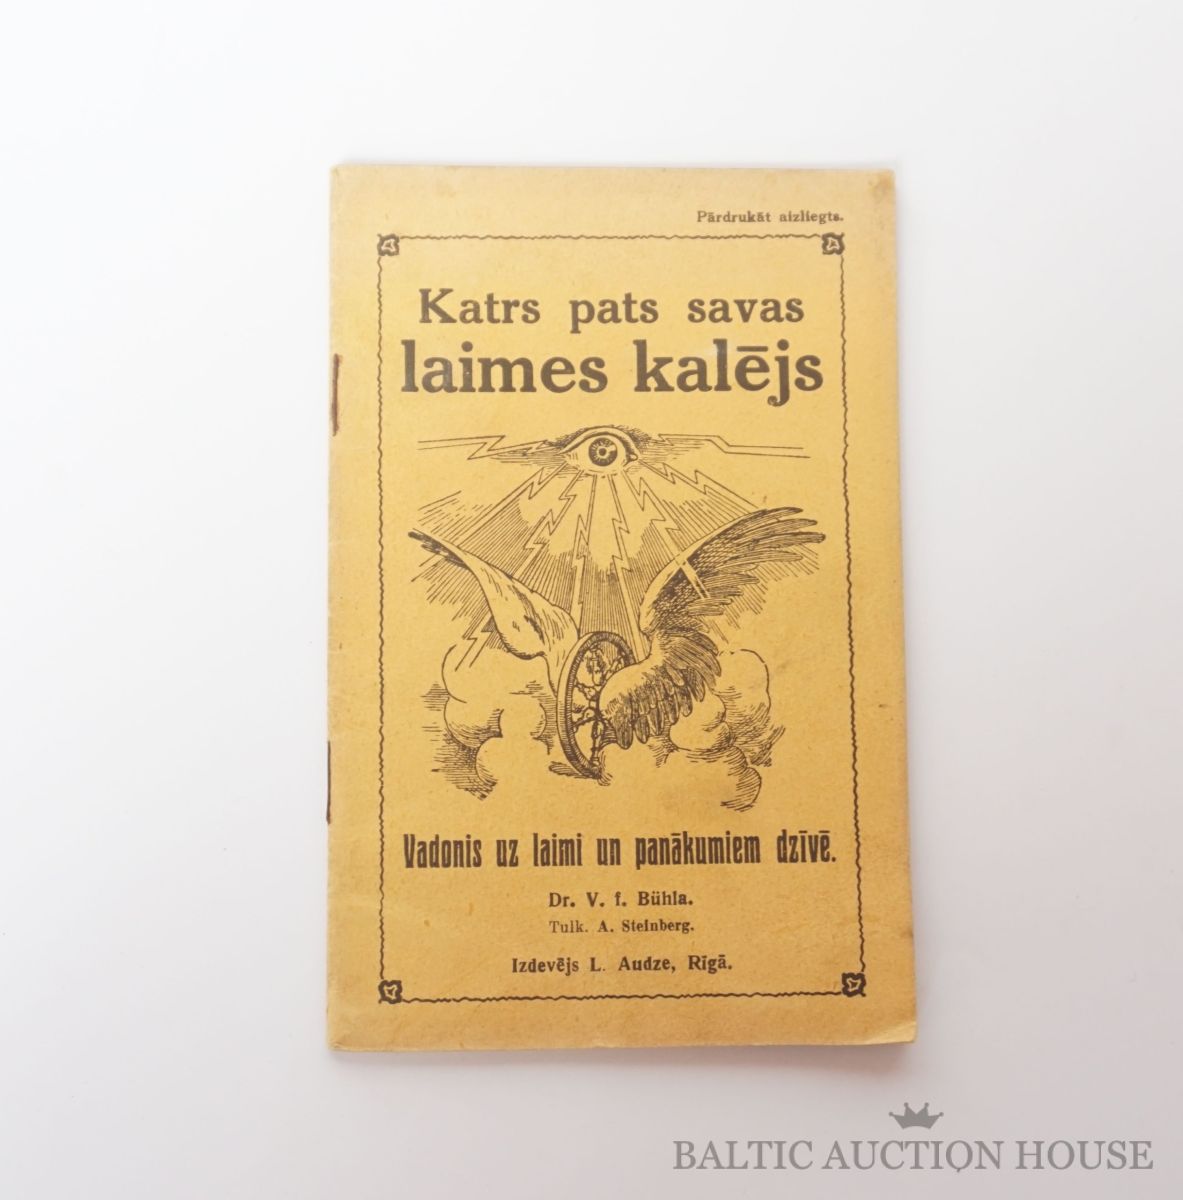 Pārdrukāt aizliegts.
Katrs pats savas
laimes kalējs
Vadonis uz laimi un panākumiem dzīvē.
Dr. V. f. Bühla.
Tulk. A. Steinberg.
Izdevējs L. Audze, Rīgā.
BALTIC AUCTION HOUSE